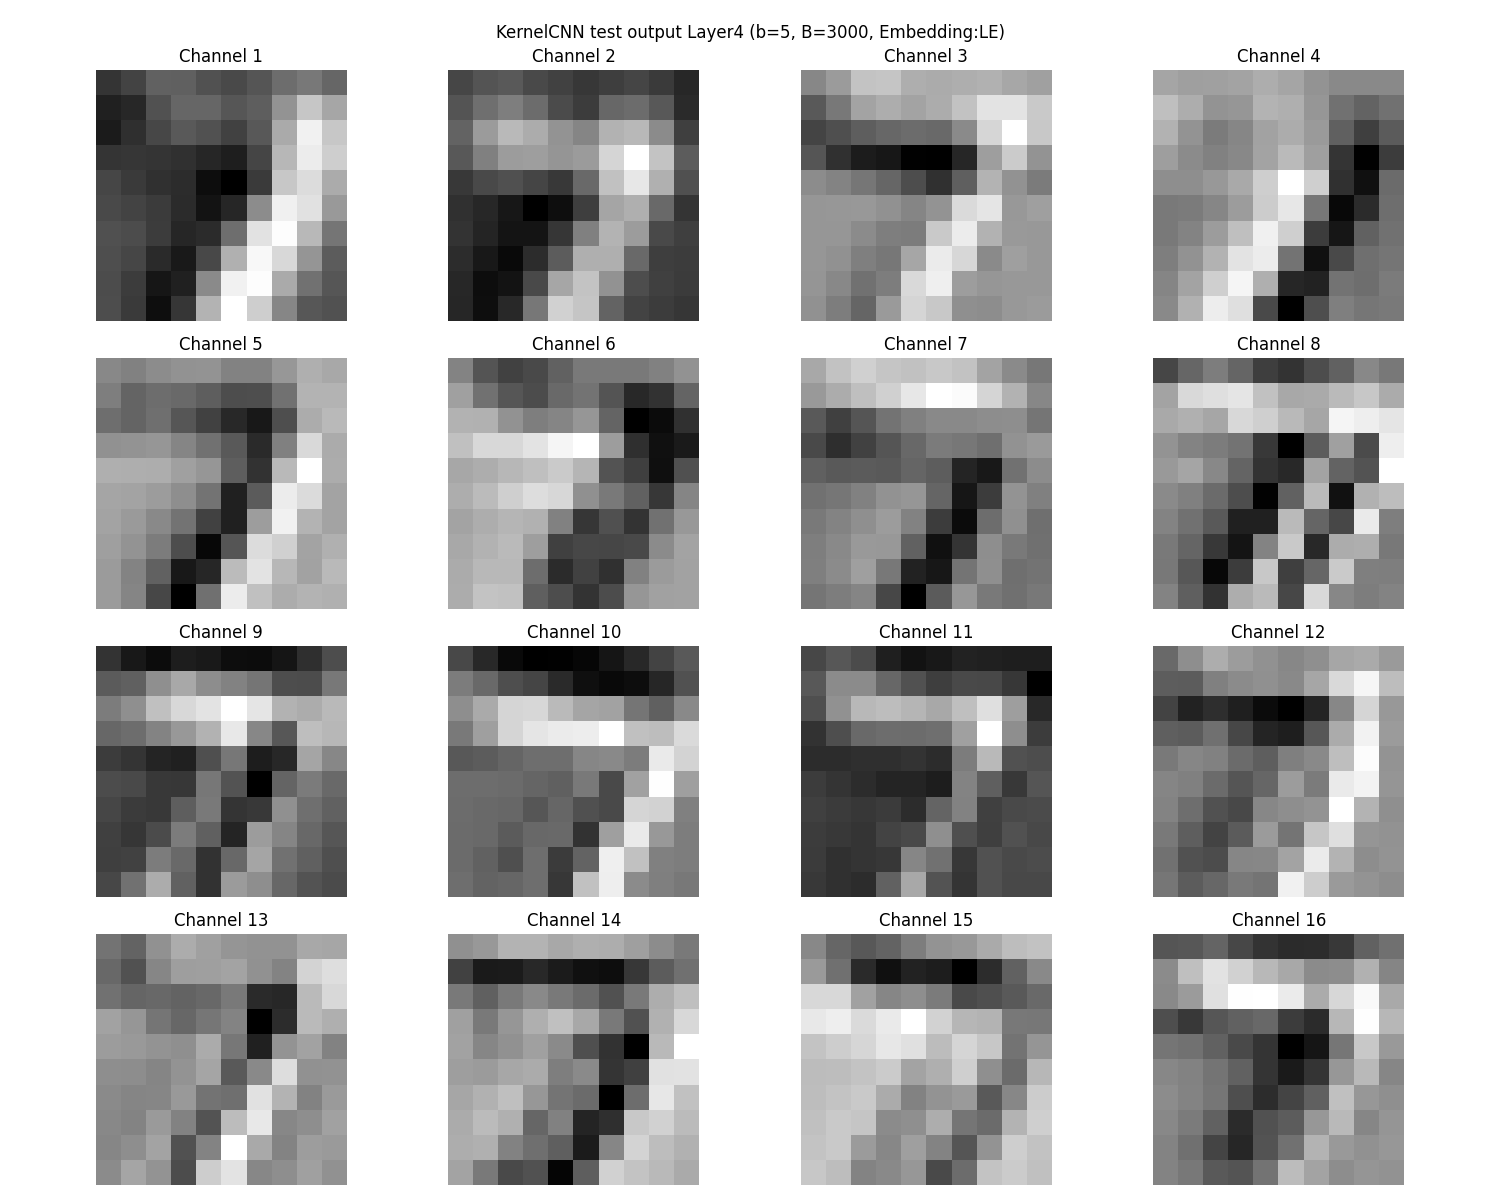 KernelCNN test output Layer4 (b=5, B=3000, Embedding:LE)
Channel 1 Channel 2 Channel 3 Channel 4
Channel 5 Channel 6 Channel 7 Channel 8
Channel 9 Channel 10 Channel 11 Channel 12
Channel 13 Channel 14 Channel 15 Channel 16